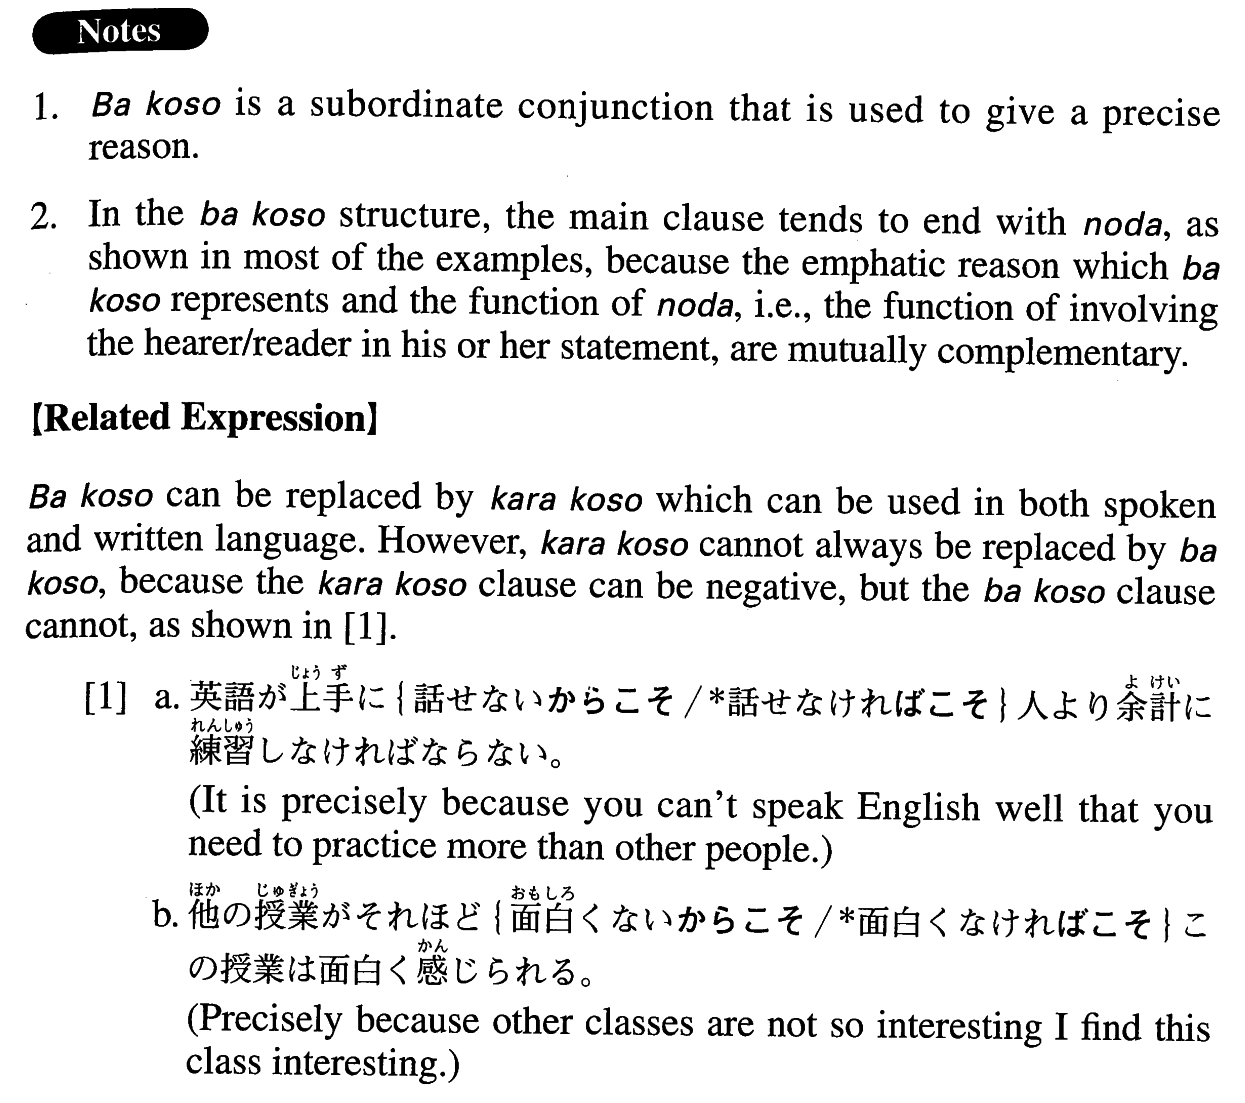 Notes
1. Ba koso is a subordinate conjunction that is used to give a precise
reason.
2. In the ba koso structure, the main clause tends to end with noda, as
shown in most of the examples, because the emphatic reason which ba
koso represents and the function of noda, i.e., the function of involving
the hearer/reader in his or her statement, are mutually complementary.
【Related Expression】
Ba koso can be replaced by kara koso which can be used in both spoken
and written language. However, kara koso cannot always be replaced by ba
koso, because the kara koso clause can be negative, but the ba koso clause
cannot, as shown in [1].
じょうず よけい
[1] a. 英語が上手に{話せないからこそ/*話せなければこそ}人より余計に
れんしゅう
練習しなければならない。
(It is precisely because you can't speak English well that you
need to practice more than other people.)
ほか じゅぎょう おもしろ
b. 他の授業がそれほど{面白くないからこそ/*面白くなければこそ}こ
かん
の授業は面白く感じられる。
(Precisely because other classes are not so interesting I find this
class interesting.)